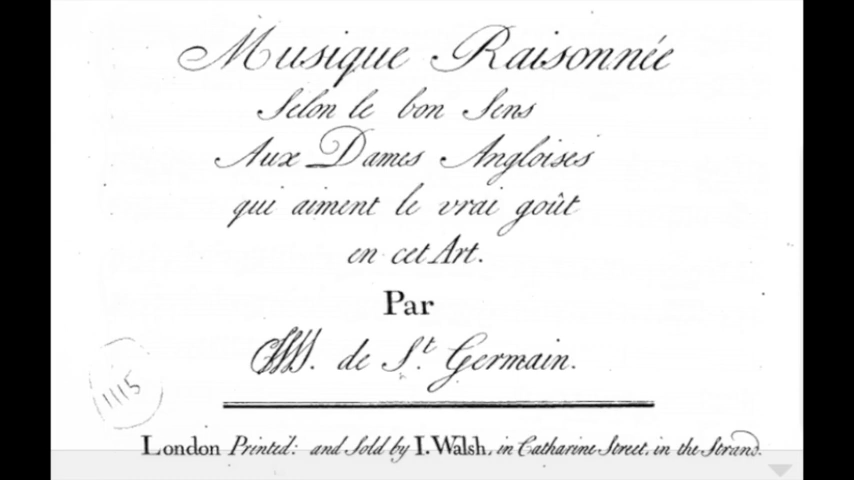 Musique Raisonnée
Selon le bon Sens
Aux Dames Angloises
qui aiment le vrai goût
en cet Art.
Par
de S.t Germain.
1115
London Printed: and Sold by I. Walsh, in Catharine Street, in the Strand.